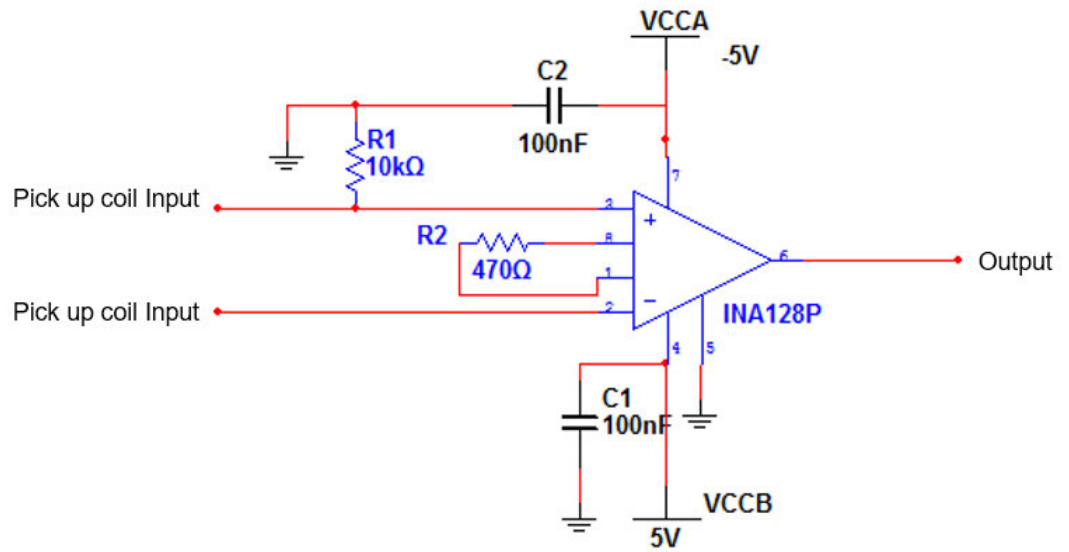 VCCA
-5V
C2
100nF
R1
10kΩ
7
Pick up coil Input
3
+
R2
8
470Ω
1
6
Output
Pick up coil Input
2
−
INA128P
4
5
C1
100nF
VCCB
5V